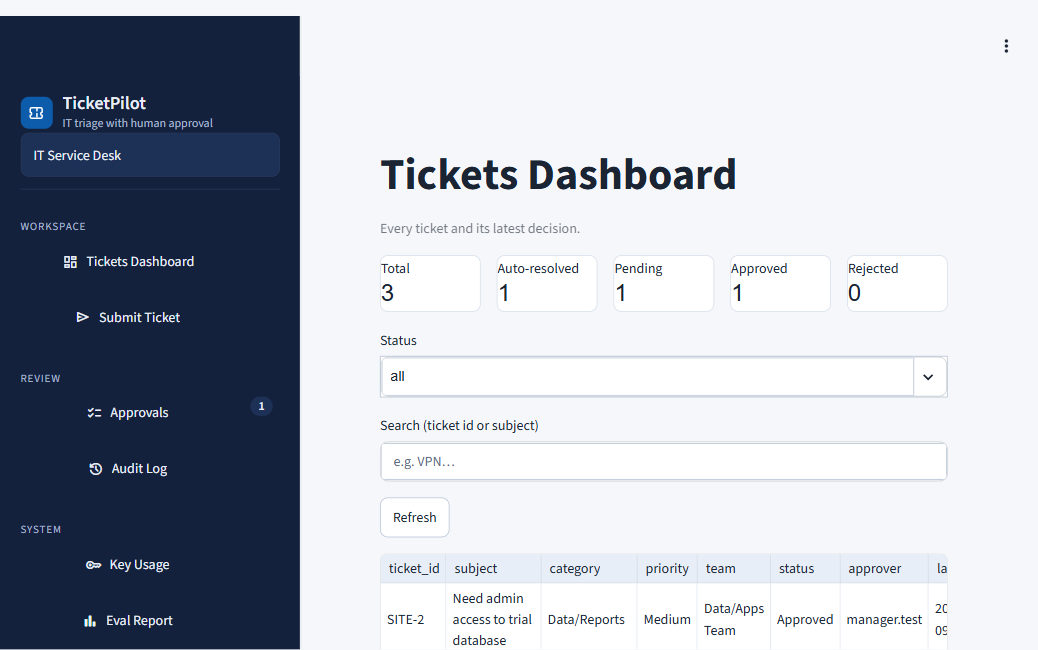 TicketPilot
IT triage with human approval
IT Service Desk
WORKSPACE
Tickets Dashboard
Submit Ticket
REVIEW
Approvals
1
Audit Log
SYSTEM
Key Usage
Eval Report
Tickets Dashboard
Every ticket and its latest decision.
Total Auto-resolved Pending Approved Rejected
3 1 1 1 0
Status
all
Search (ticket id or subject)
e.g. VPN...
Refresh
ticket_id subject category priority team status approver la
Need admin
SITE-2 access to trial Data/Reports Medium Data/Apps Approved manager.test 20
database Team 09